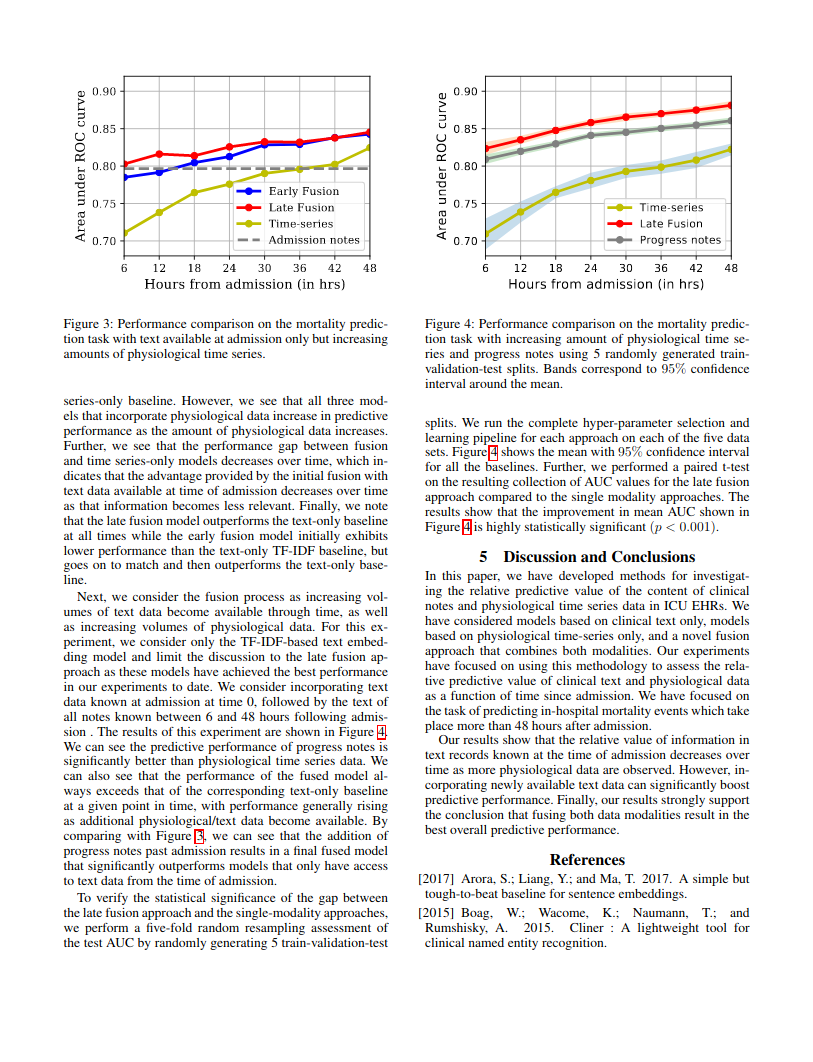 0.90
0.85
0.80
0.75
0.70
Area under ROC curve
Early Fusion
Late Fusion
Time-series
Admission notes
6 12 18 24 30 36 42 48
Hours from admission (in hrs)
Figure 3: Performance comparison on the mortality predic-
tion task with text available at admission only but increasing
amounts of physiological time series.
series-only baseline. However, we see that all three mod-
els that incorporate physiological data increase in predictive
performance as the amount of physiological data increases.
Further, we see that the performance gap between fusion
and time series-only models decreases over time, which in-
dicates that the advantage provided by the initial fusion with
text data available at time of admission decreases over time
as that information becomes less relevant. Finally, we note
that the late fusion model outperforms the text-only baseline
at all times while the early fusion model initially exhibits
lower performance than the text-only TF-IDF baseline, but
goes on to match and then outperforms the text-only base-
line.
Next, we consider the fusion process as increasing vol-
umes of text data become available through time, as well
as increasing volumes of physiological data. For this ex-
periment, we consider only the TF-IDF-based text embed-
ding model and limit the discussion to the late fusion ap-
proach as these models have achieved the best performance
in our experiments to date. We consider incorporating text
data known at admission at time 0, followed by the text of
all notes known between 6 and 48 hours following admis-
sion . The results of this experiment are shown in Figure 4.
We can see the predictive performance of progress notes is
significantly better than physiological time series data. We
can also see that the performance of the fused model al-
ways exceeds that of the corresponding text-only baseline
at a given point in time, with performance generally rising
as additional physiological/text data become available. By
comparing with Figure 3, we can see that the addition of
progress notes past admission results in a final fused model
that significantly outperforms models that only have access
to text data from the time of admission.
To verify the statistical significance of the gap between
the late fusion approach and the single-modality approaches,
we perform a five-fold random resampling assessment of
the test AUC by randomly generating 5 train-validation-test
0.90
0.85
0.80
0.75
0.70
Area under ROC curve
Time-series
Late Fusion
Progress notes
6 12 18 24 30 36 42 48
Hours from admission (in hrs)
Figure 4: Performance comparison on the mortality predic-
tion task with increasing amount of physiological time se-
ries and progress notes using 5 randomly generated train-
validation-test splits. Bands correspond to 95% confidence
interval around the mean.
splits. We run the complete hyper-parameter selection and
learning pipeline for each approach on each of the five data
sets. Figure 4 shows the mean with 95% confidence interval
for all the baselines. Further, we performed a paired t-test
on the resulting collection of AUC values for the late fusion
approach compared to the single modality approaches. The
results show that the improvement in mean AUC shown in
Figure 4 is highly statistically significant (p < 0.001).
5 Discussion and Conclusions
In this paper, we have developed methods for investigat-
ing the relative predictive value of the content of clinical
notes and physiological time series data in ICU EHRs. We
have considered models based on clinical text only, models
based on physiological time-series only, and a novel fusion
approach that combines both modalities. Our experiments
have focused on using this methodology to assess the rela-
tive predictive value of clinical text and physiological data
as a function of time since admission. We have focused on
the task of predicting in-hospital mortality events which take
place more than 48 hours after admission.
Our results show that the relative value of information in
text records known at the time of admission decreases over
time as more physiological data are observed. However, in-
corporating newly available text data can significantly boost
predictive performance. Finally, our results strongly support
the conclusion that fusing both data modalities result in the
best overall predictive performance.
References
[2017] Arora, S.; Liang, Y.; and Ma, T. 2017. A simple but
tough-to-beat baseline for sentence embeddings.
[2015] Boag, W.; Wacome, K.; Naumann, T.; and
Rumshisky, A. 2015. Cliner : A lightweight tool for
clinical named entity recognition.